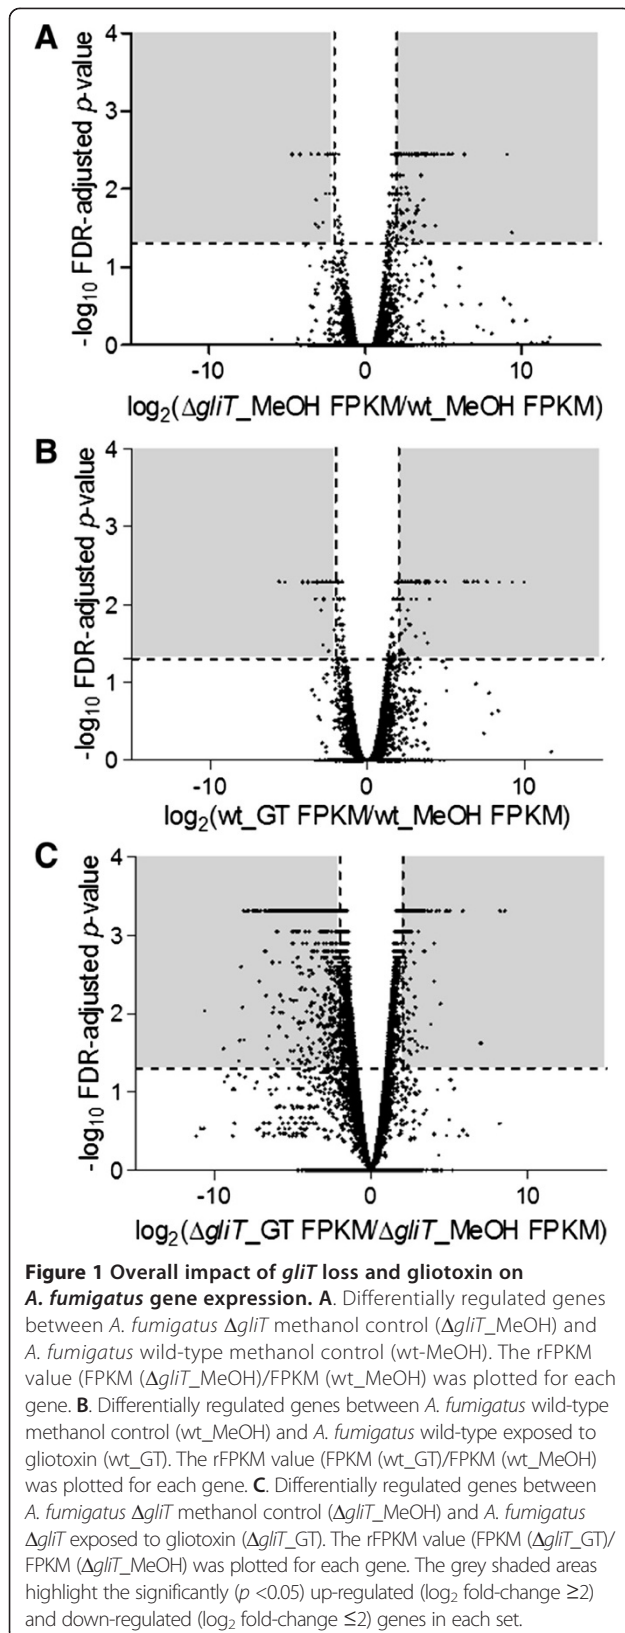 A
4
3
2
1
0
-log10 FDR-adjusted p-value
-10 0 10
log2(ΔgliT_MeOH FPKM/wt_MeOH FPKM)
B
4
3
2
1
0
-log10 FDR-adjusted p-value
-10 0 10
log2(wt_GT FPKM/wt_MeOH FPKM)
C
4
3
2
1
0
-log10 FDR-adjusted p-value
-10 0 10
log2(ΔgliT_GT FPKM/ΔgliT_MeOH FPKM)
Figure 1 Overall impact of gliT loss and gliotoxin on
A. fumigatus gene expression. A. Differentially regulated genes
between A. fumigatus ΔgliT methanol control (ΔgliT_MeOH) and
A. fumigatus wild-type methanol control (wt-MeOH). The rFPKM
value (FPKM (ΔgliT_MeOH)/FPKM (wt_MeOH) was plotted for each
gene. B. Differentially regulated genes between A. fumigatus wild-type
methanol control (wt_MeOH) and A. fumigatus wild-type exposed to
gliotoxin (wt_GT). The rFPKM value (FPKM (wt_GT)/FPKM (wt_MeOH)
was plotted for each gene. C. Differentially regulated genes between
A. fumigatus ΔgliT methanol control (ΔgliT_MeOH) and A. fumigatus
ΔgliT exposed to gliotoxin (ΔgliT_GT). The rFPKM value (FPKM (ΔgliT_GT)/
FPKM (ΔgliT_MeOH) was plotted for each gene. The grey shaded areas
highlight the significantly (p <0.05) up-regulated (log2 fold-change ≥2)
and down-regulated (log2 fold-change ≤2) genes in each set.